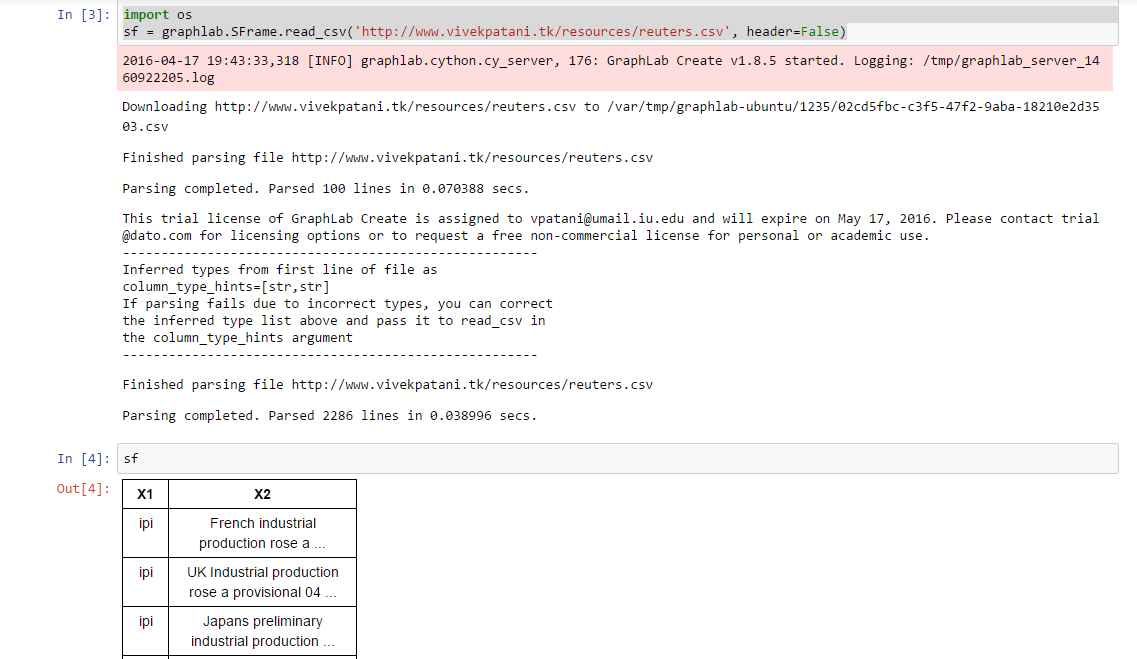 In [3]: import os
sf = graphlab.SFrame.read_csv('http://www.vivekpatani.tk/resources/reuters.csv', header=False)
2016-04-17 19:43:33,318 [INFO] graphlab.cython.cy_server, 176: GraphLab Create v1.8.5 started. Logging: /tmp/graphlab_server_14
60922205.log
Downloading http://www.vivekpatani.tk/resources/reuters.csv to /var/tmp/graphlab-ubuntu/1235/02cd5fbc-c3f5-47f2-9aba-18210e2d35
03.csv
Finished parsing file http://www.vivekpatani.tk/resources/reuters.csv
Parsing completed. Parsed 100 lines in 0.070388 secs.
This trial license of GraphLab Create is assigned to vpatani@umail.iu.edu and will expire on May 17, 2016. Please contact trial
@dato.com for licensing options or to request a free non-commercial license for personal or academic use.
------------------------------------------------------
Inferred types from first line of file as
column_type_hints=[str,str]
If parsing fails due to incorrect types, you can correct
the inferred type list above and pass it to read_csv in
the column_type_hints argument
------------------------------------------------------
Finished parsing file http://www.vivekpatani.tk/resources/reuters.csv
Parsing completed. Parsed 2286 lines in 0.038996 secs.
In [4]: sf
Out[4]:
X1 X2
ipi French industrial
production rose a ...
ipi UK Industrial production
rose a provisional 04 ...
ipi Japans preliminary
industrial production ...